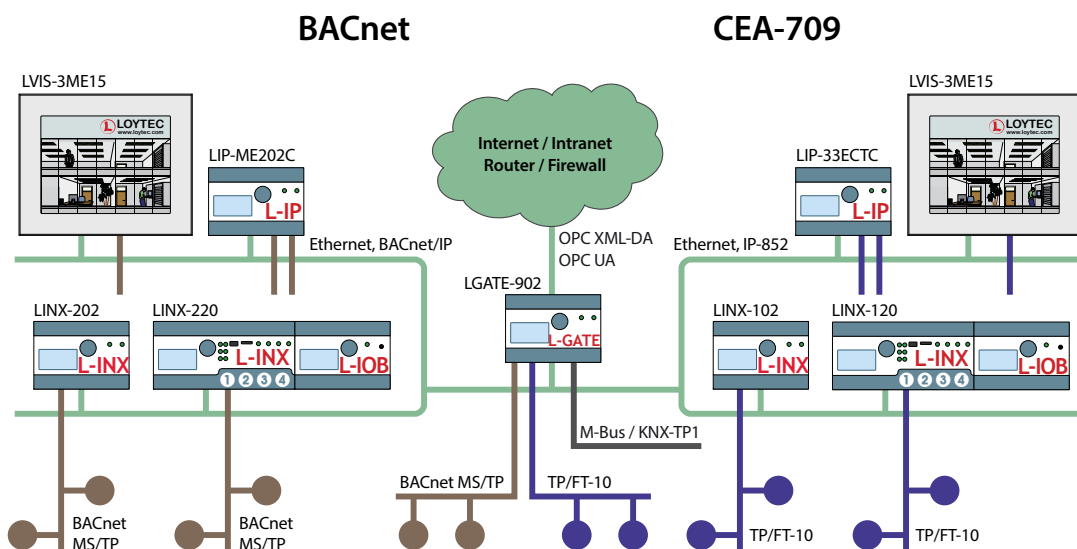 BACnet
CEA-709
LVIS-3ME15
LOYTEC
www.loytec.com
LIP-ME202C
L-IP
Ethernet, BACnet/IP
Internet / Intranet
Router / Firewall
OPC XML-DA
OPC UA
LIP-33ECTC
L-IP
LVIS-3ME15
LOYTEC
www.loytec.com
Ethernet, IP-852
LINX-202
L-INX
LINX-220
L-INX
1 2 3 4
L-IOB
LGATE-902
L-GATE
LINX-102
L-INX
LINX-120
L-INX
1 2 3 4
L-IOB
M-Bus / KNX-TP1
BACnet MS/TP
TP/FT-10
BACnet
MS/TP
BACnet
MS/TP
TP/FT-10
TP/FT-10